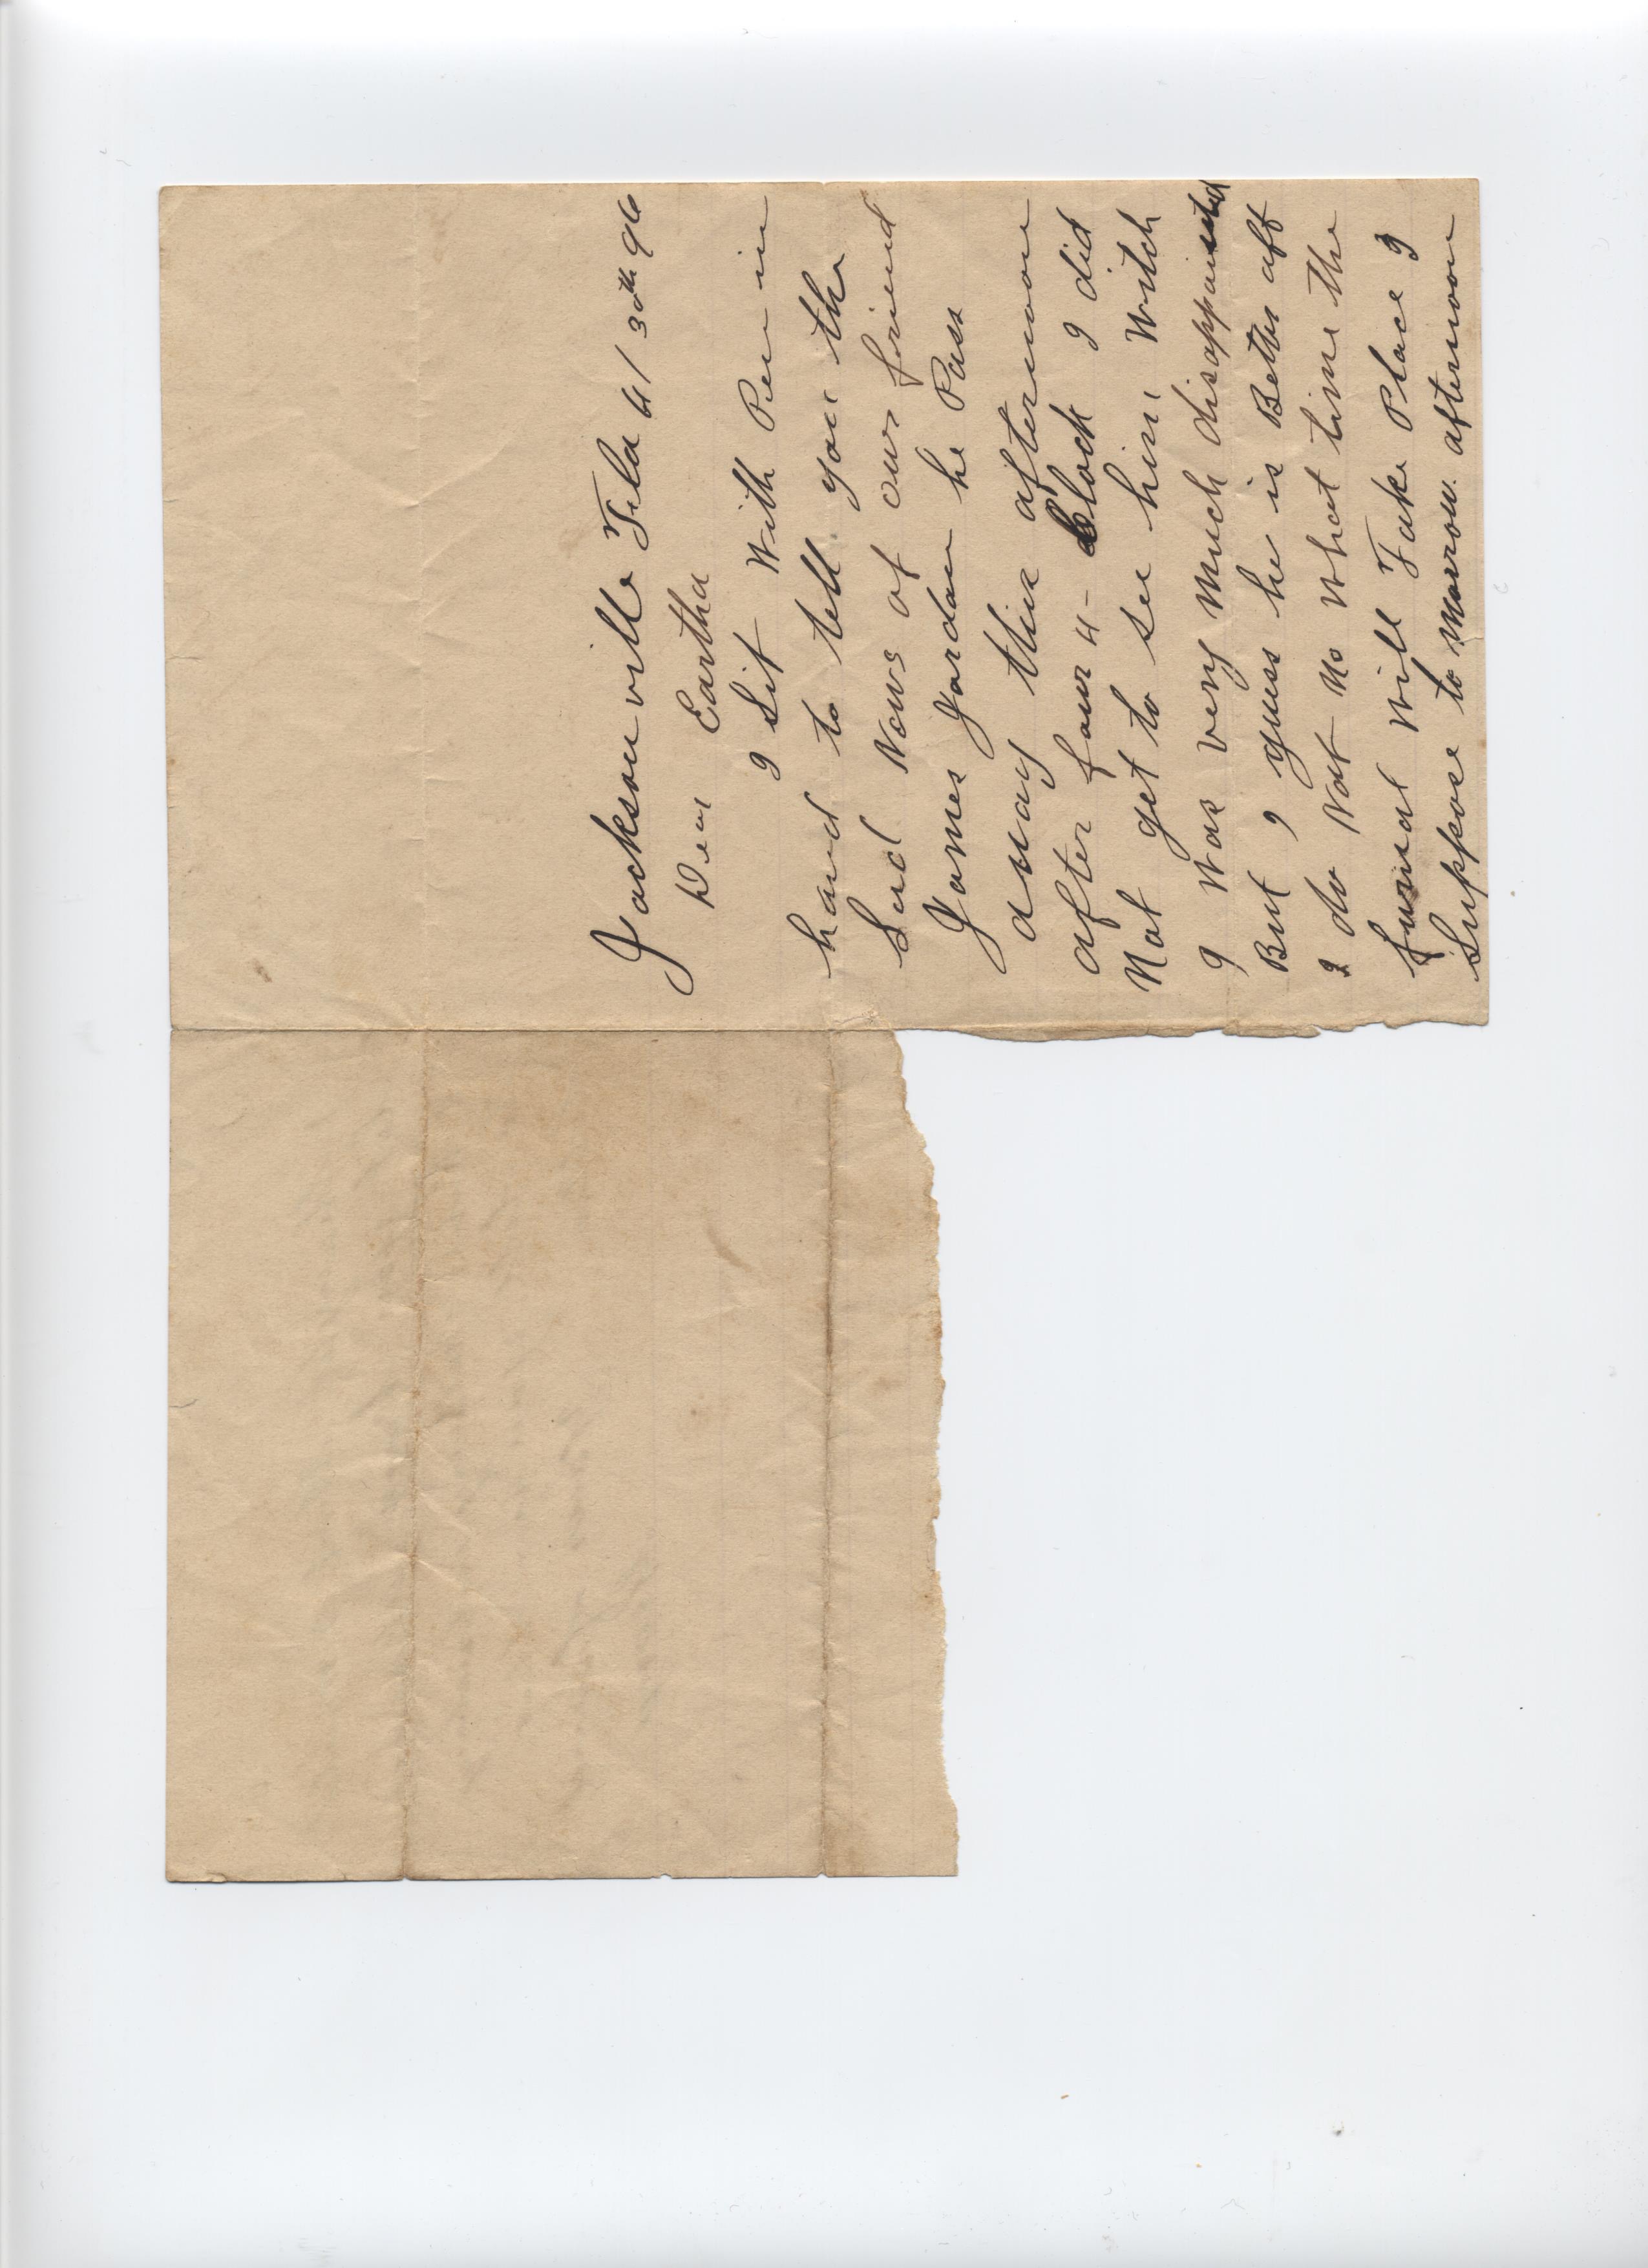 Jacksonville Fla 4/30th 96
Dear Eartha
I Sit With Pen in
hand to tell you the
Sad News of our friend
James Jordan he Pass
away this afternoon
after four 4- Clock I did
Not get to see him Witch
I Was very Much disappointed
But I guess he is Better off
I do Not No What time the
funeral Will Take Place I
Suppose to Morrow afternoon